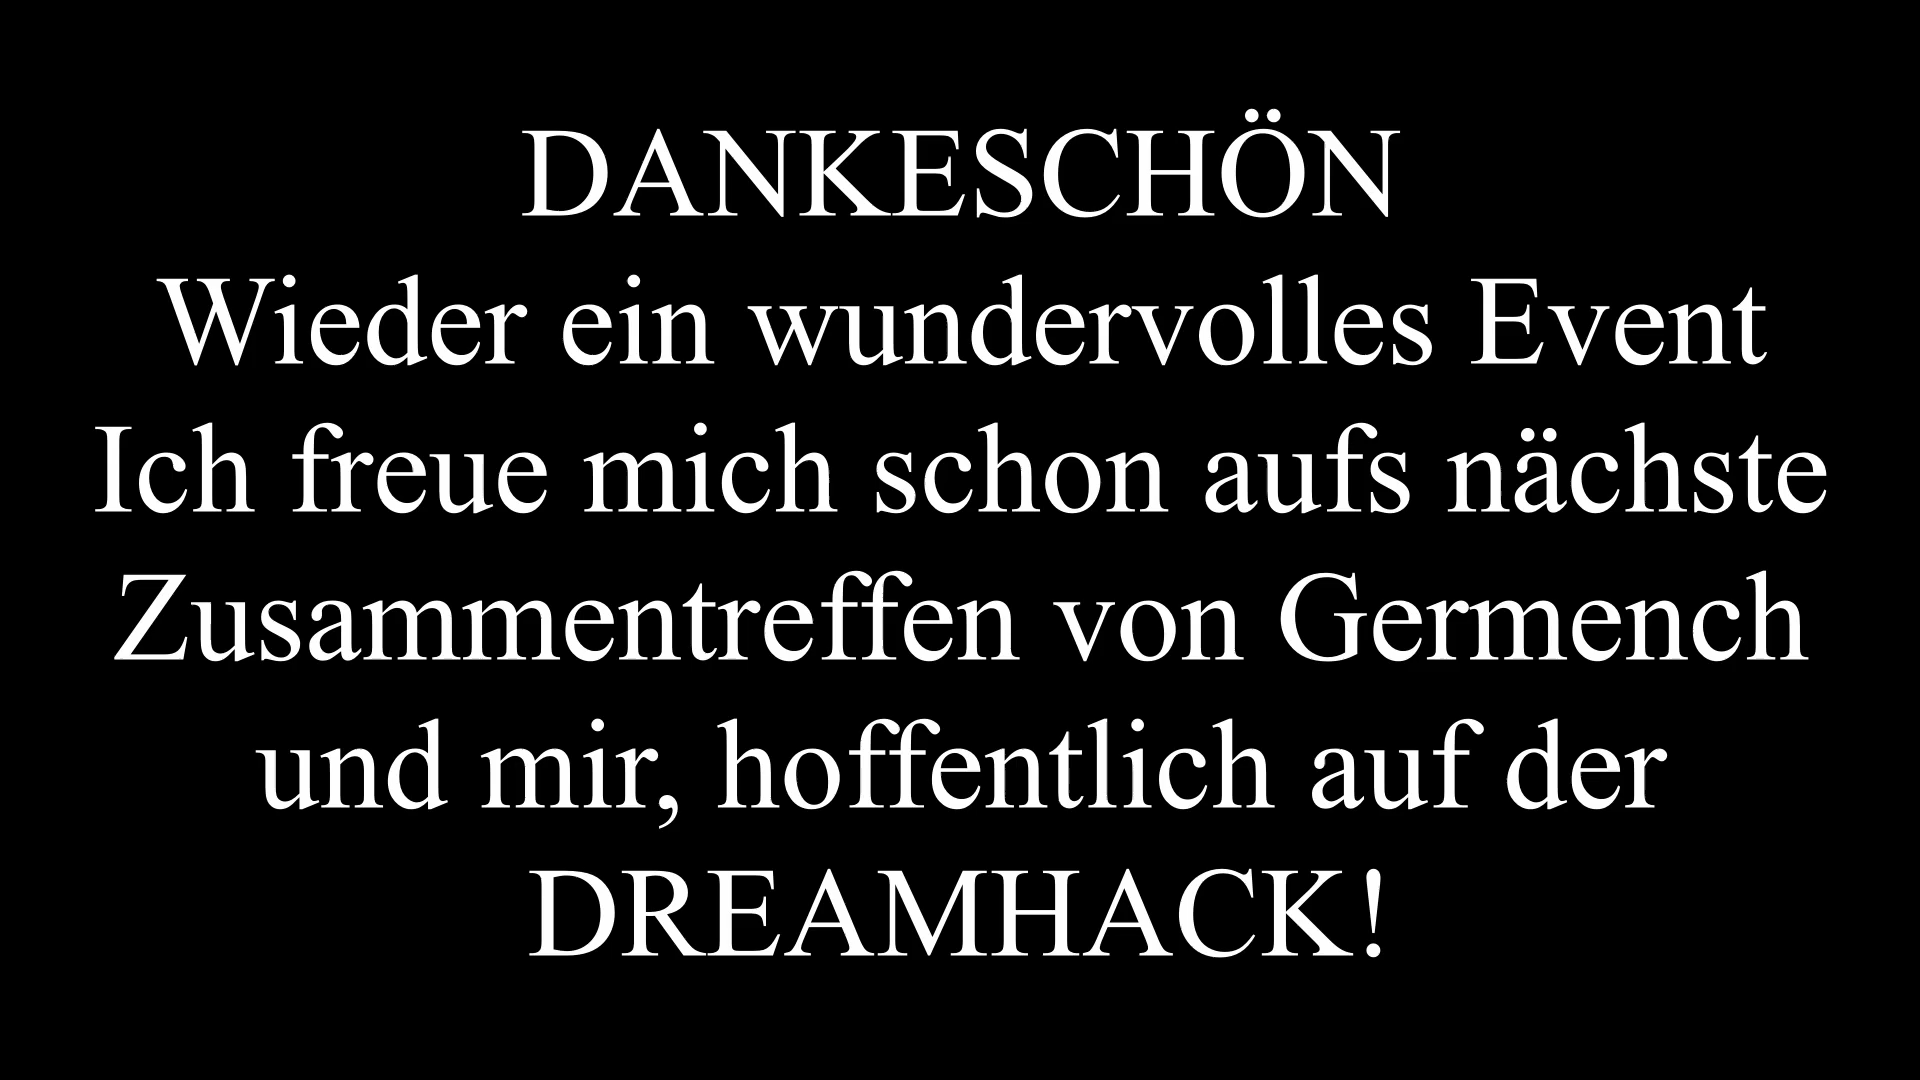 DANKESCHÖN
Wieder ein wundervolles Event
Ich freue mich schon aufs nächste
Zusammentreffen von Germench
und mir, hoffentlich auf der
DREAMHACK!